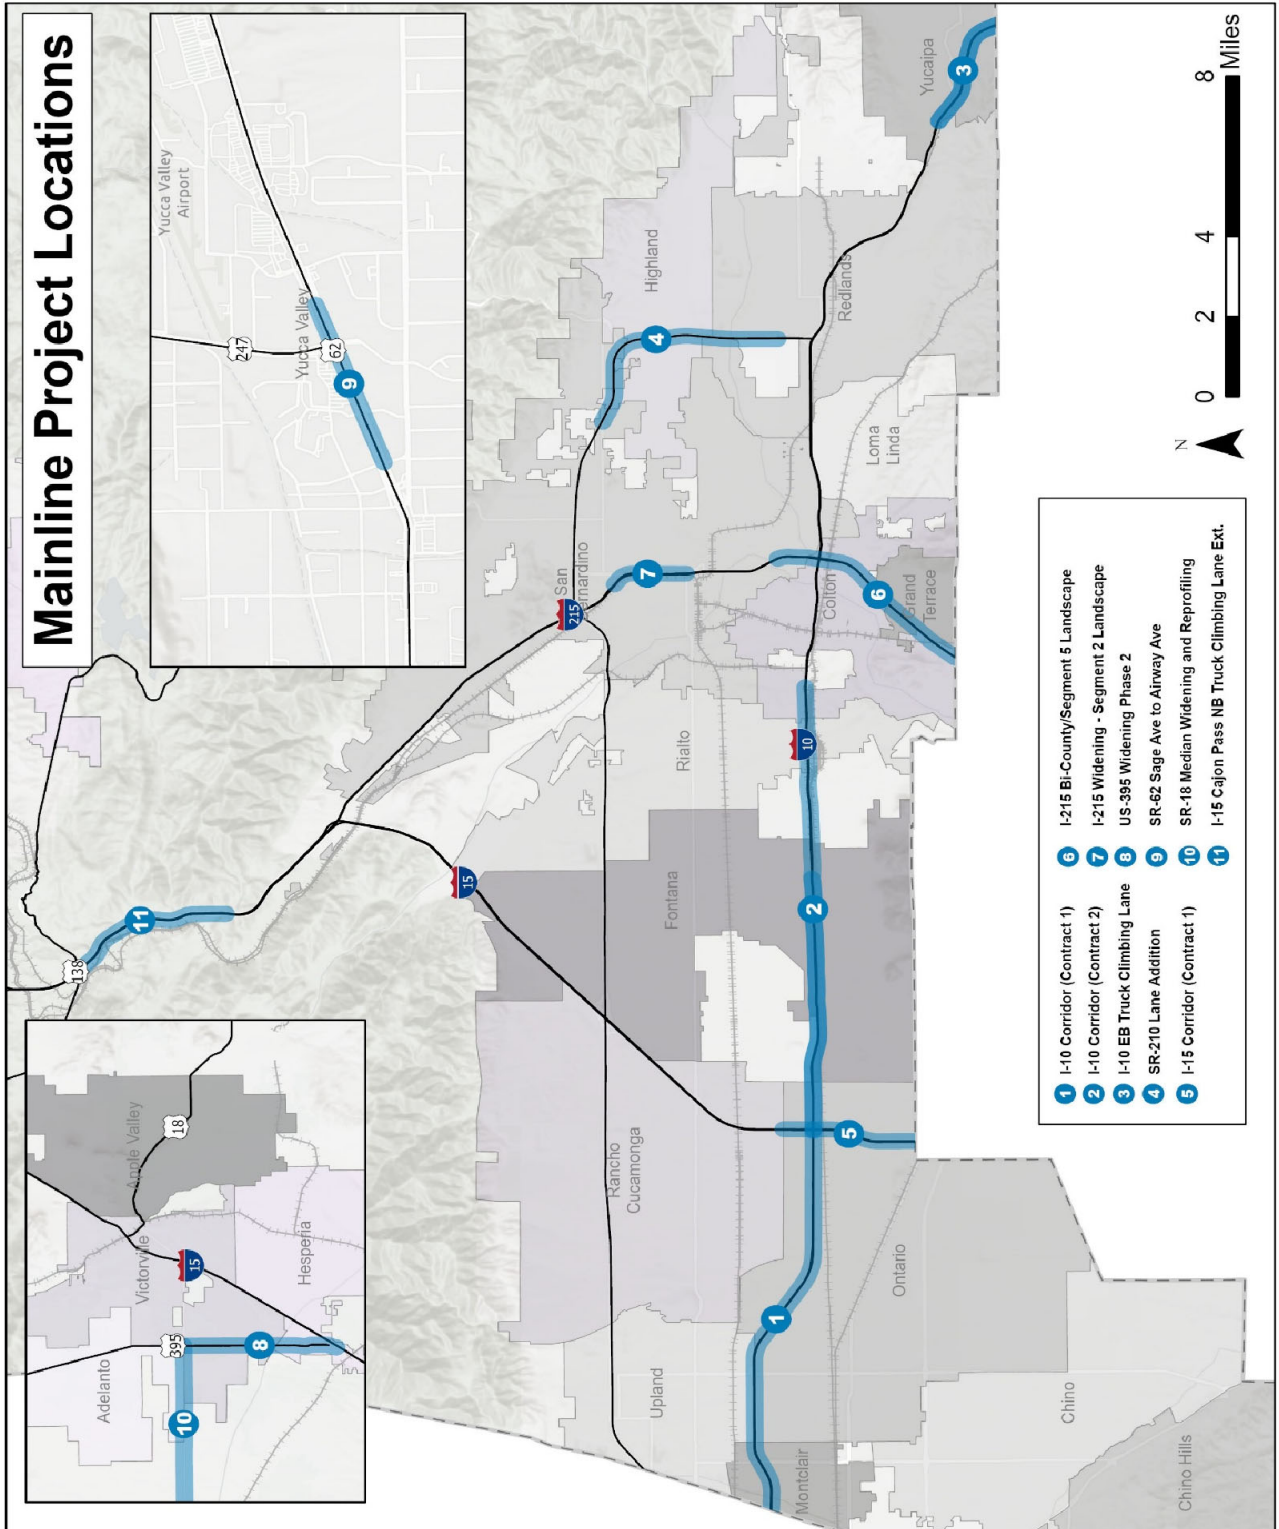 Mainline Project Locations
Yucca Valley
Airport
247
Yucca Valley
62
9
Adelanto
Victorville
Apple Valley
18
395
15
8
10
Hesperia
138
11
15
215
San
ernardino
7
4
Highland
Rancho
Cucamonga
Fontana
Rialto
Upland
Montclair
1
2
10
5
Ontario
Colton
6
Grand
Terrace
Loma
Linda
Redlands
Yucaipa
3
Chino
Chino Hills
1 I-10 Corridor (Contract 1)
2 I-10 Corridor (Contract 2)
3 I-10 EB Truck Climbing Lane
4 SR-210 Lane Addition
5 I-15 Corridor (Contract 1)
6 I-215 Bi-County/Segment 5 Landscape
7 I-215 Widening - Segment 2 Landscape
8 US-395 Widening Phase 2
9 SR-62 Sage Ave to Airway Ave
10 SR-18 Median Widening and Reprofiling
11 I-15 Cajon Pass NB Truck Climbing Lane Ext.
N
0 2 4 8
Miles